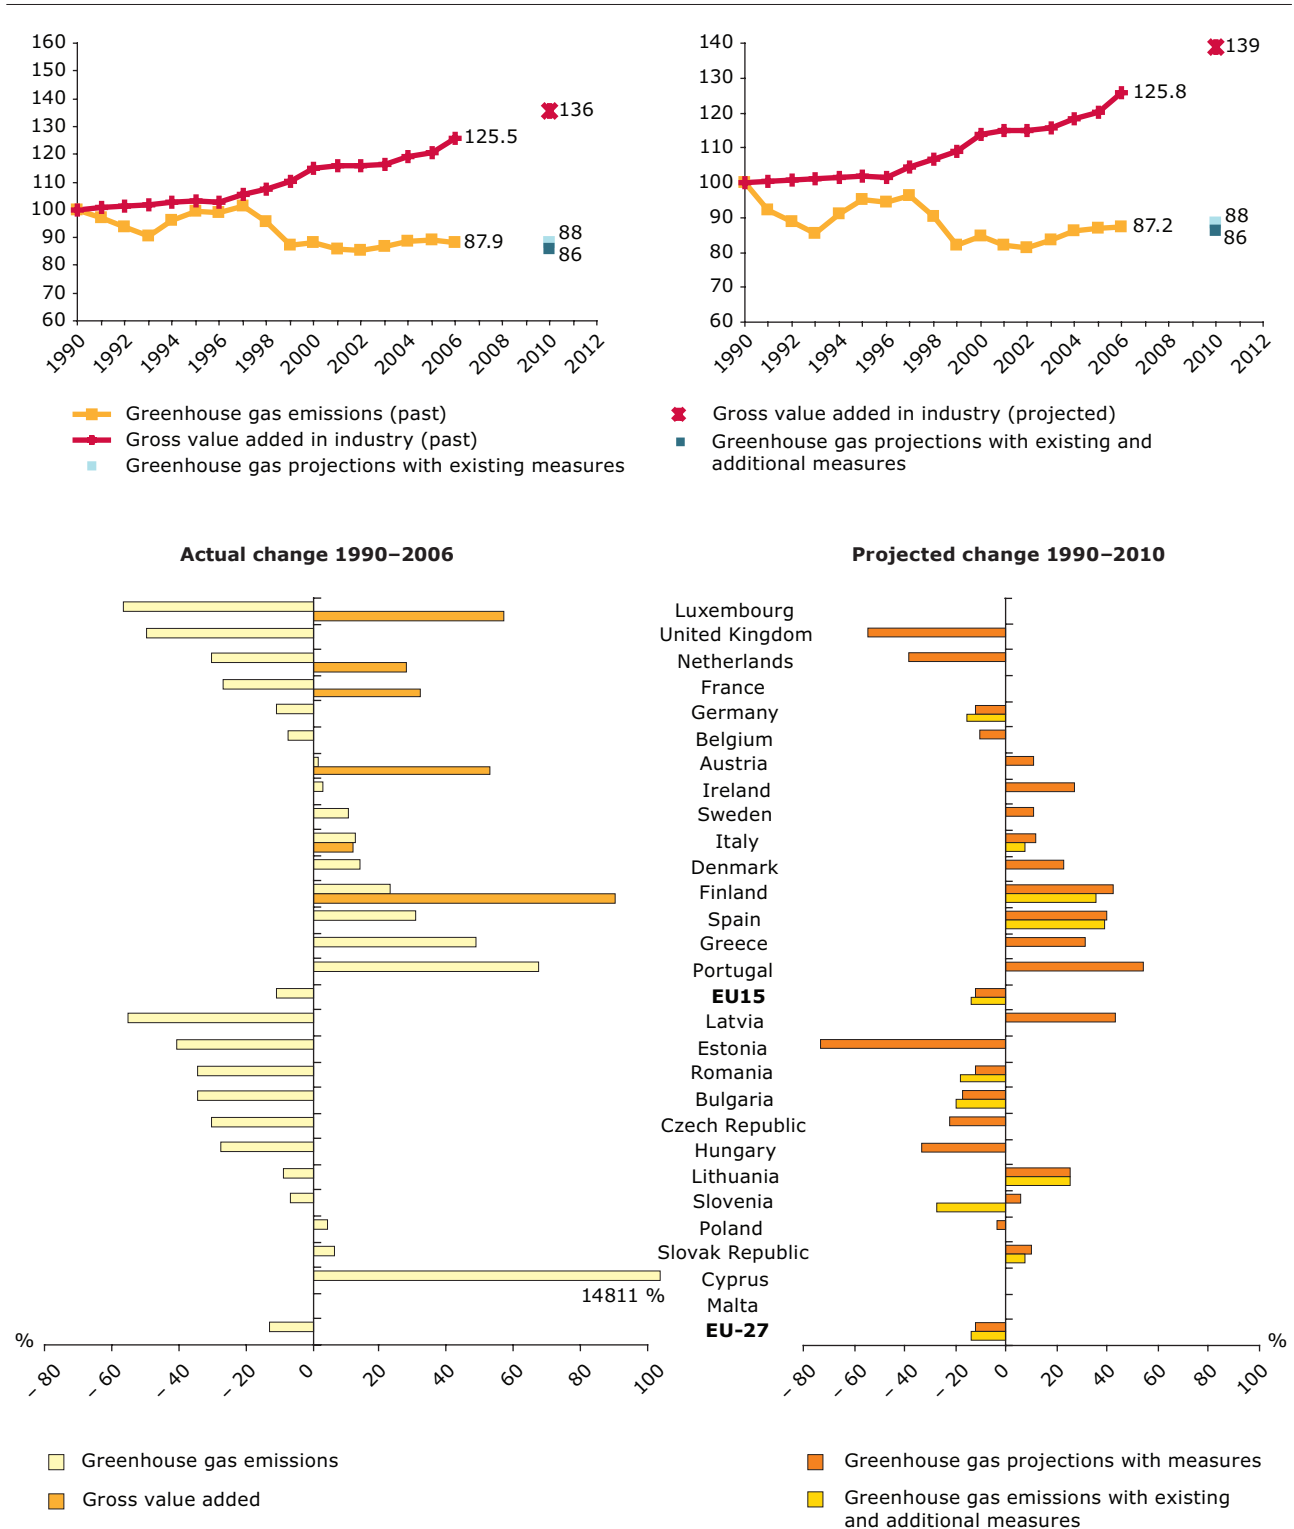 160
150
140
130
120
110
100
90
80
70
60
136
125.5
87.9
88
86
1990
1992
1994
1996
1998
2000
2002
2004
2006
2008
2010
2012
140
130
120
110
100
90
80
70
60
139
125.8
87.2
88
86
1990
1992
1994
1996
1998
2000
2002
2004
2006
2008
2010
2012
Greenhouse gas emissions (past)
Gross value added in industry (past)
Greenhouse gas projections with existing measures
Gross value added in industry (projected)
Greenhouse gas projections with existing and
additional measures
Actual change 1990–2006
Projected change 1990–2010
Luxembourg
United Kingdom
Netherlands
France
Germany
Belgium
Austria
Ireland
Sweden
Italy
Denmark
Finland
Spain
Greece
Portugal
EU15
Latvia
Estonia
Romania
Bulgaria
Czech Republic
Hungary
Lithuania
Slovenia
Poland
Slovak Republic
Cyprus
14811 %
Malta
EU-27
%
– 80
– 60
– 40
– 20
0
20
40
60
80
100
%
– 80
– 60
– 40
– 20
0
20
40
60
80
100
Greenhouse gas emissions
Gross value added
Greenhouse gas projections with measures
Greenhouse gas emissions with existing
and additional measures